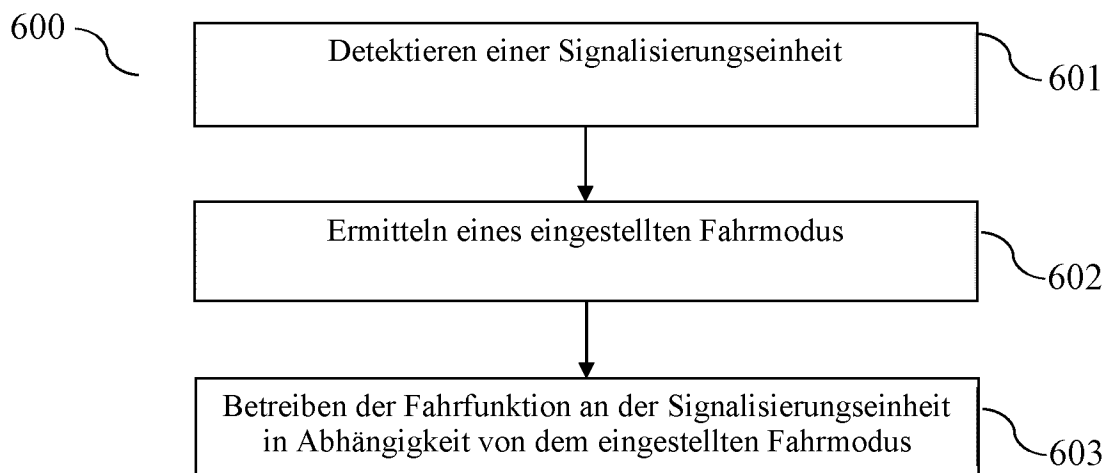 600
Detektieren einer Signalisierungseinheit
601
Ermitteln eines eingestellten Fahrmodus
602
Betreiben der Fahrfunktion an der Signalisierungseinheit
in Abhängigkeit von dem eingestellten Fahrmodus
603